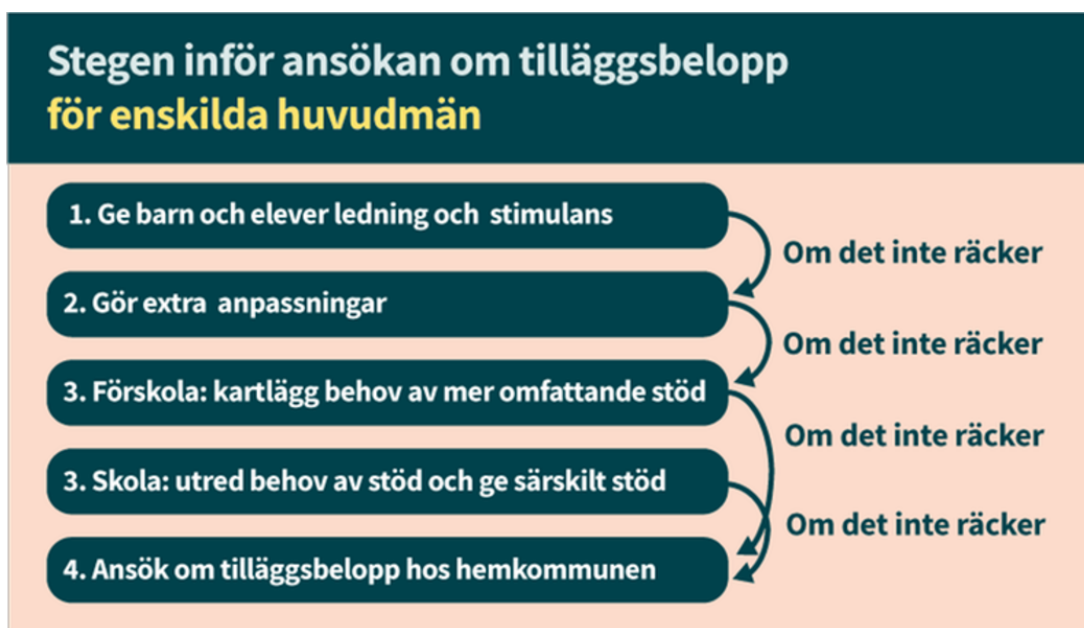 Stegen inför ansökan om tilläggsbelopp
för enskilda huvudmän
1. Ge barn och elever ledning och stimulans
Om det inte räcker
2. Gör extra anpassningar
Om det inte räcker
3. Förskola: kartlägg behov av mer omfattande stöd
Om det inte räcker
3. Skola: utred behov av stöd och ge särskilt stöd
Om det inte räcker
4. Ansök om tilläggsbelopp hos hemkommunen